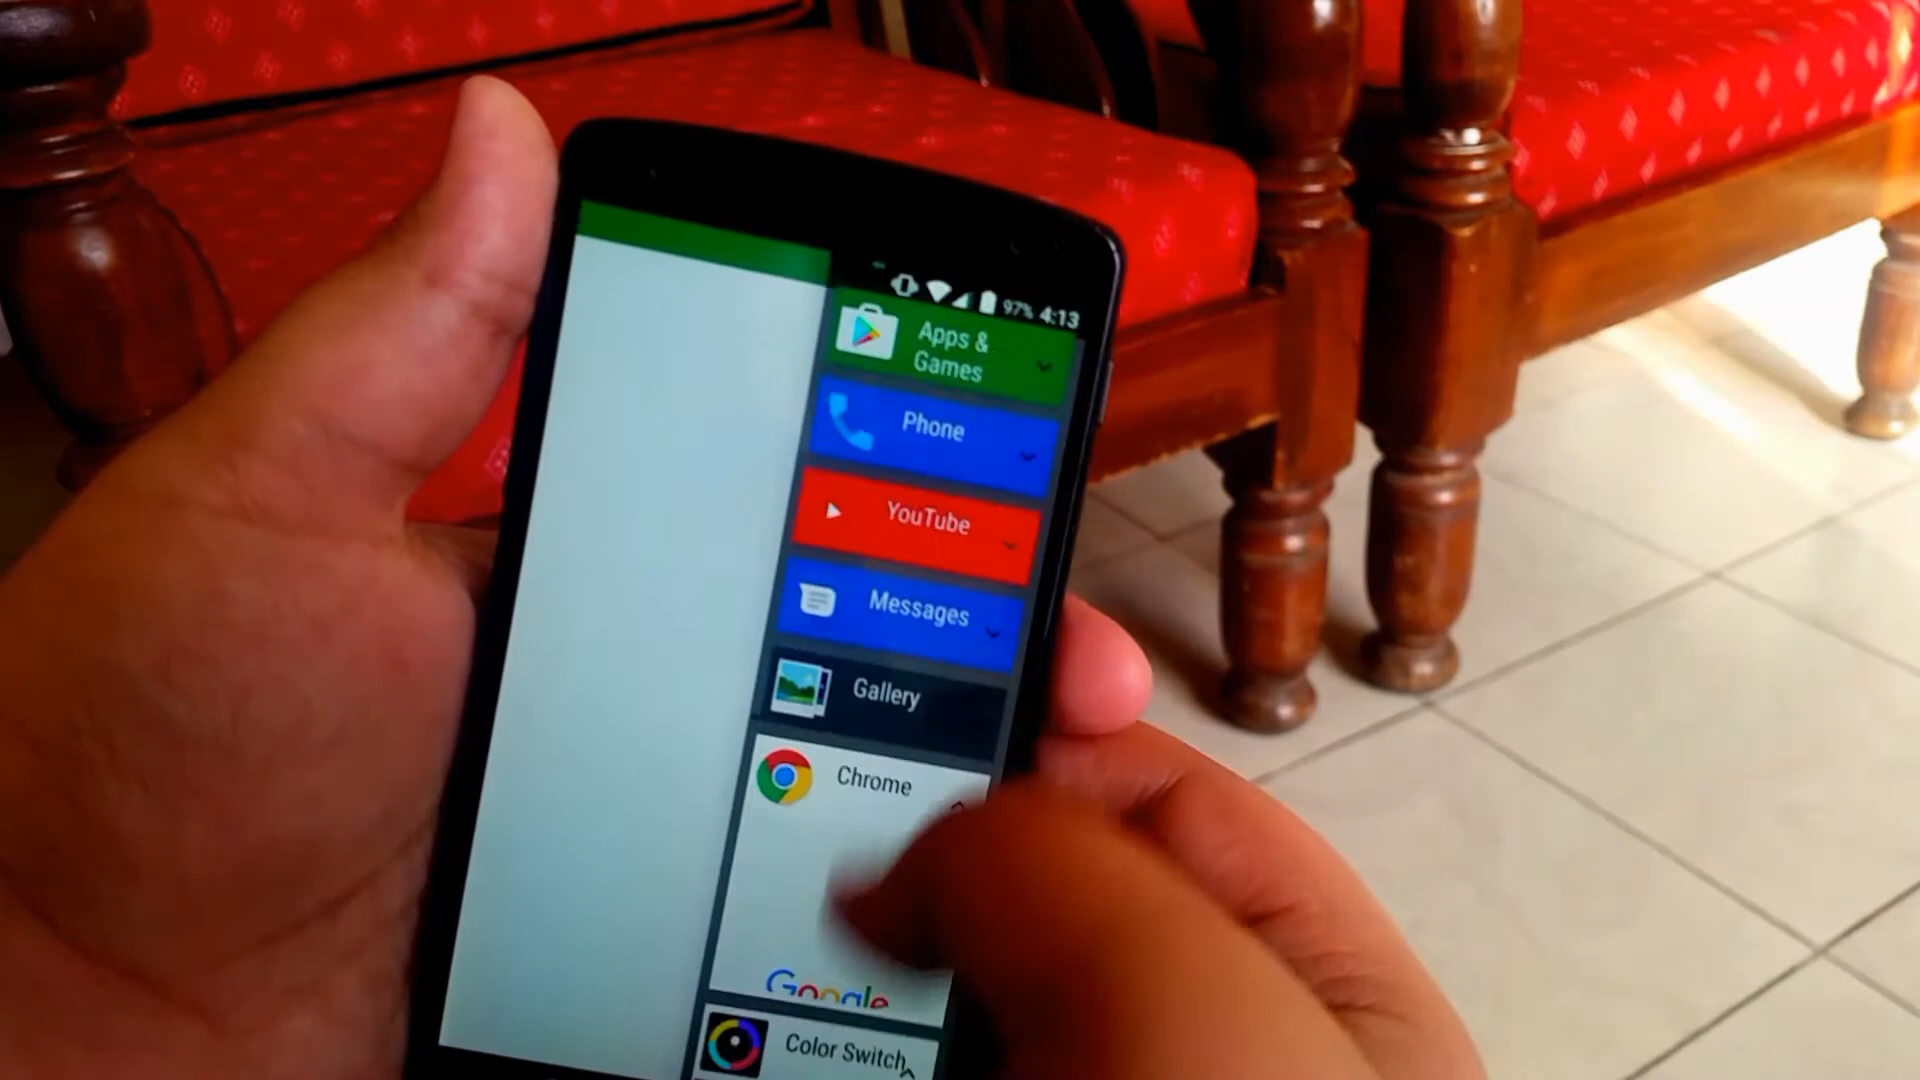 97% 4:13
Apps &
Games
Phone
YouTube
Messages
Gallery
Chrome
Google
Color Switch